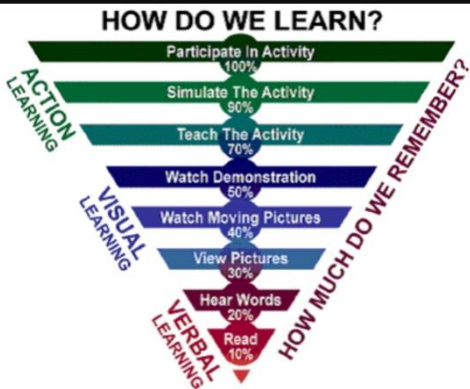 HOW DO WE LEARN?
Participate In Activity
100%
Simulate The Activity
90%
Teach The Activity
70%
Watch Demonstration
50%
Watch Moving Pictures
40%
View Pictures
30%
Hear Words
20%
Read
10%
ACTION
LEARNING
VISUAL
LEARNING
VERBAL
LEARNING
HOW MUCH DO WE REMEMBER?